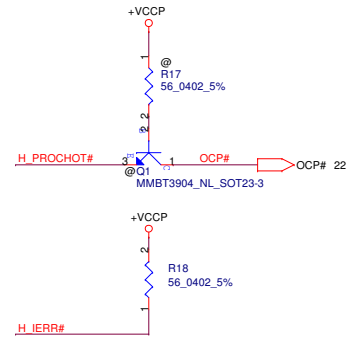 +VCCP
1
@
R17
56_0402_5%
2
2
B
H_PROCHOT#
E
3
1
C
OCP#
OCP# 22
@Q1
MMBT3904_NL_SOT23-3
+VCCP
2
R18
56_0402_5%
1
H_IERR#